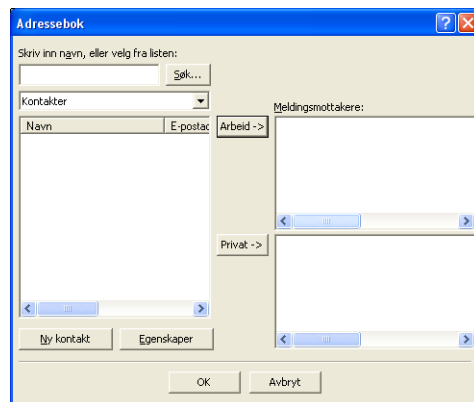 Adressebok
Skriv inn navn, eller velg fra listen:
Søk...
Kontakter
Meldingsmottakere:
Navn E-postad
Arbeid ->
Privat ->
Ny kontakt Egenskaper
OK Avbryt